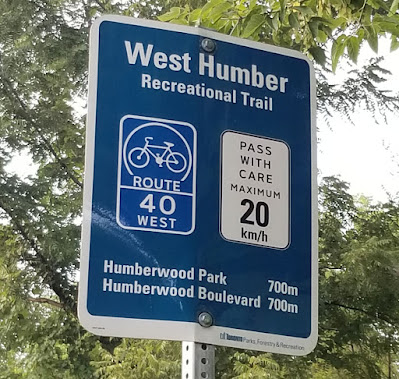 West Humber
Recreational Trail
ROUTE
40
WEST
PASS
WITH
CARE
MAXIMUM
20
km/h
Humberwood Park 700m
Humberwood Boulevard 700m
Toronto Parks, Forestry & Recreation